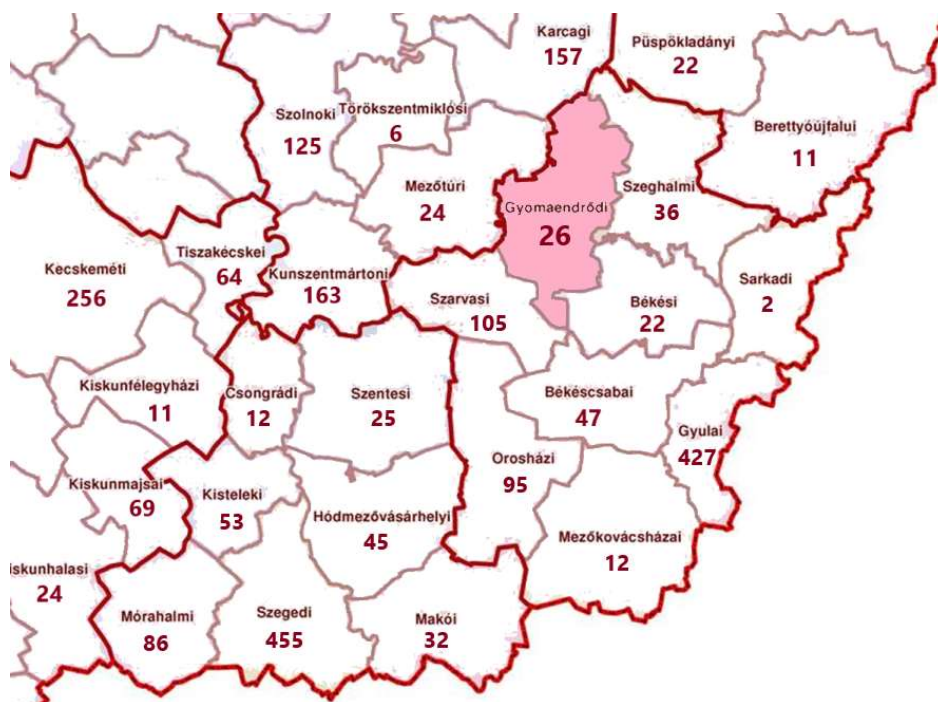 Karcagi
157
Püspökladányi
22
Szolnoki
125
Törökszentmiklósi
6
Berettyóújfalui
11
Mezőtúri
24
Gyomaendrődi
26
Szeghalmi
36
Kecskeméti
256
Tiszakécskei
64
Kunszentmártoni
163
Szarvasi
105
Békési
22
Sarkadi
2
Kiskunfélegyházi
11
Csongrádi
12
Szentesi
25
Békéscsabai
47
Gyulai
427
Orosházi
95
Kiskunmajsai
69
Kisteleki
53
Hódmezővásárhelyi
45
Mezőkovácsházai
12
iskunhalasi
24
Mórahalmi
86
Szegedi
455
Makói
32